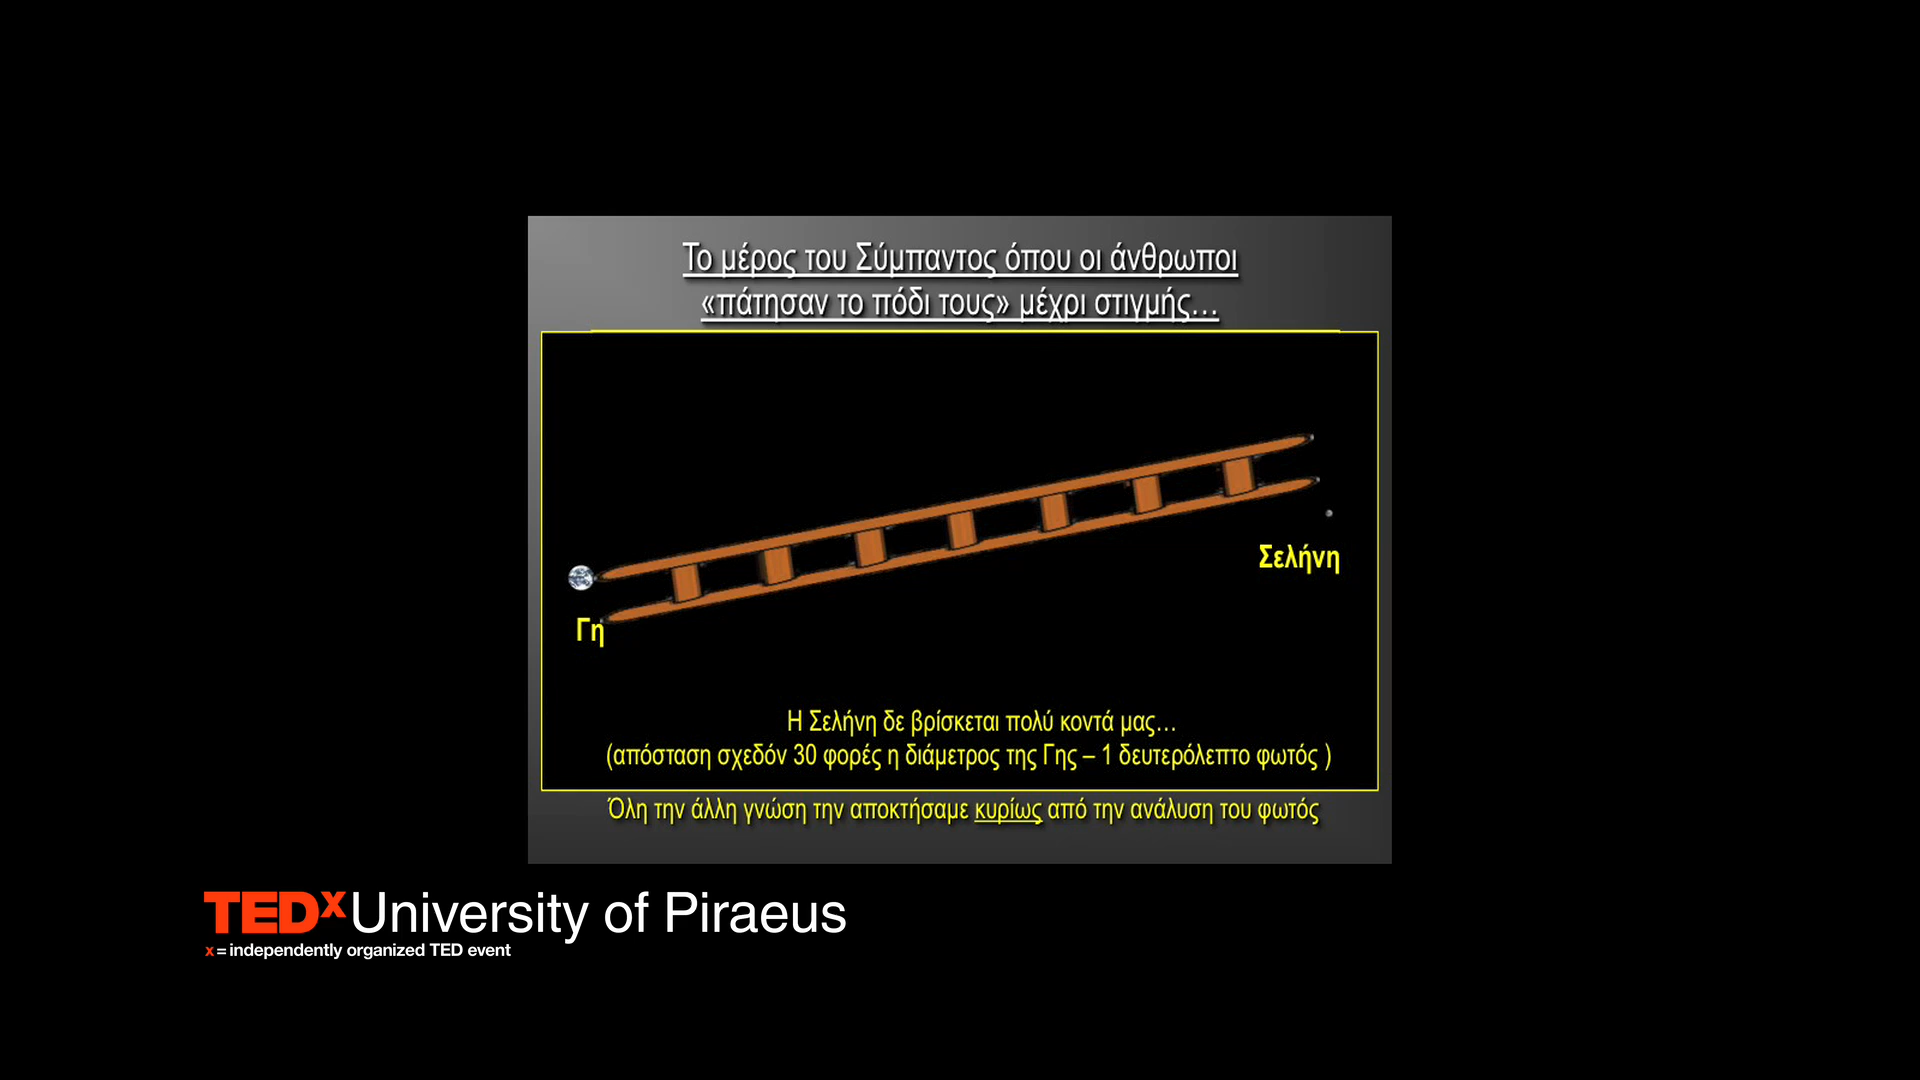 Το μέρος του Σύμπαντος όπου οι άνθρωποι
«πάτησαν το πόδι τους» μέχρι στιγμής…
Σελήνη
Γη
Η Σελήνη δε βρίσκεται πολύ κοντά μας…
(απόσταση σχεδόν 30 φορές η διάμετρος της Γης – 1 δευτερόλεπτο φωτός )
Όλη την άλλη γνώση την αποκτήσαμε κυρίως από την ανάλυση του φωτός
TEDx University of Piraeus
x = independently organized TED event